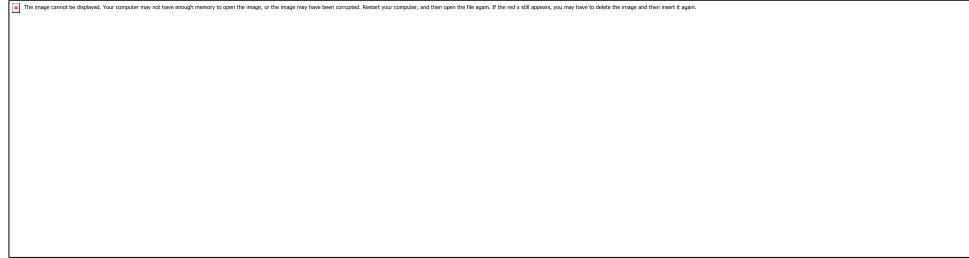 The image cannot be displayed. Your computer may not have enough memory to open the image, or the image may have been corrupted. Restart your computer, and then open the file again. If the red x still appears, you may have to delete the image and then insert it again.